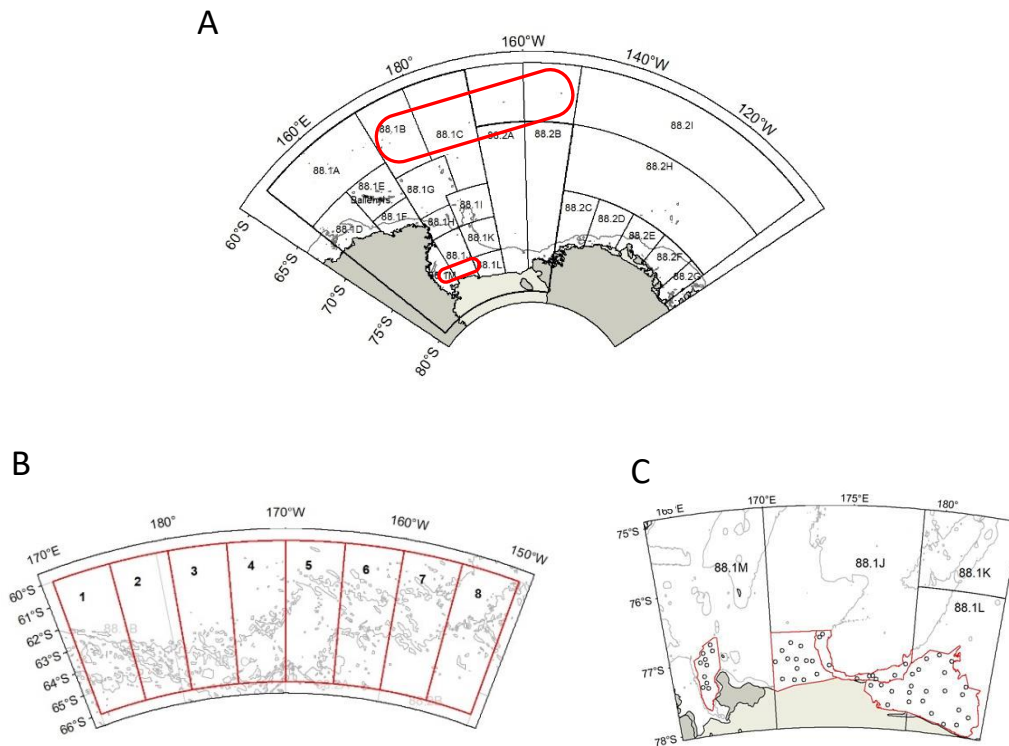 A
160°W
180°
140°W
160°E
120°W
88.1B
88.2I
88.1C
88.2A
88.2B
88.1A
88.2H
88.1E
88.1G
Ballenys
88.1I
88.1F
88.2C
60°S
88.1D
88.1H
88.2D
88.1K
88.2E
65°S
88.1
88.2F
88.1L
1M
88.2G
70°S
75°S
80°S
B
C
170°W
180°
160°W
170°E
150°W
60°S
61°S
62°S
63°S
64°S
65°S
66°S
1
2
3
4
5
6
7
8
165°E
170°E
175°E
180°
75°S
76°S
77°S
78°S
88.1M
88.1J
88.1K
88.1L